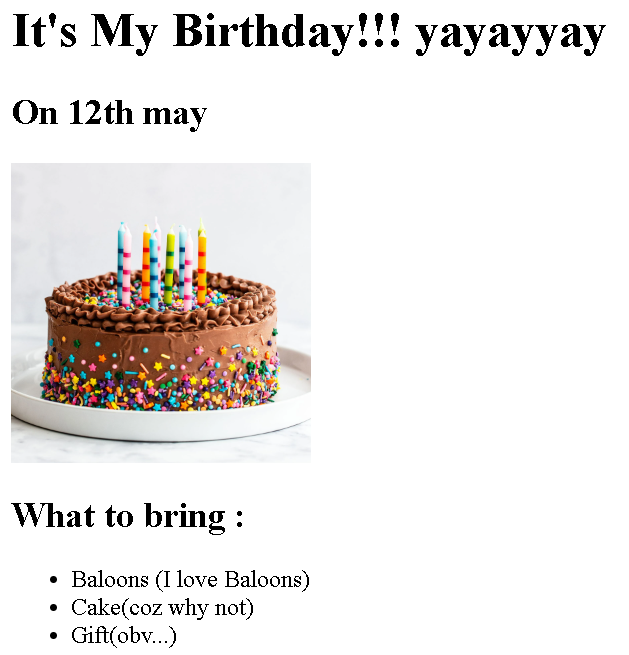 It's My Birthday!!! yayayyay
On 12th may
What to bring :
Baloons (I love Baloons)
Cake(coz why not)
Gift(obv...)